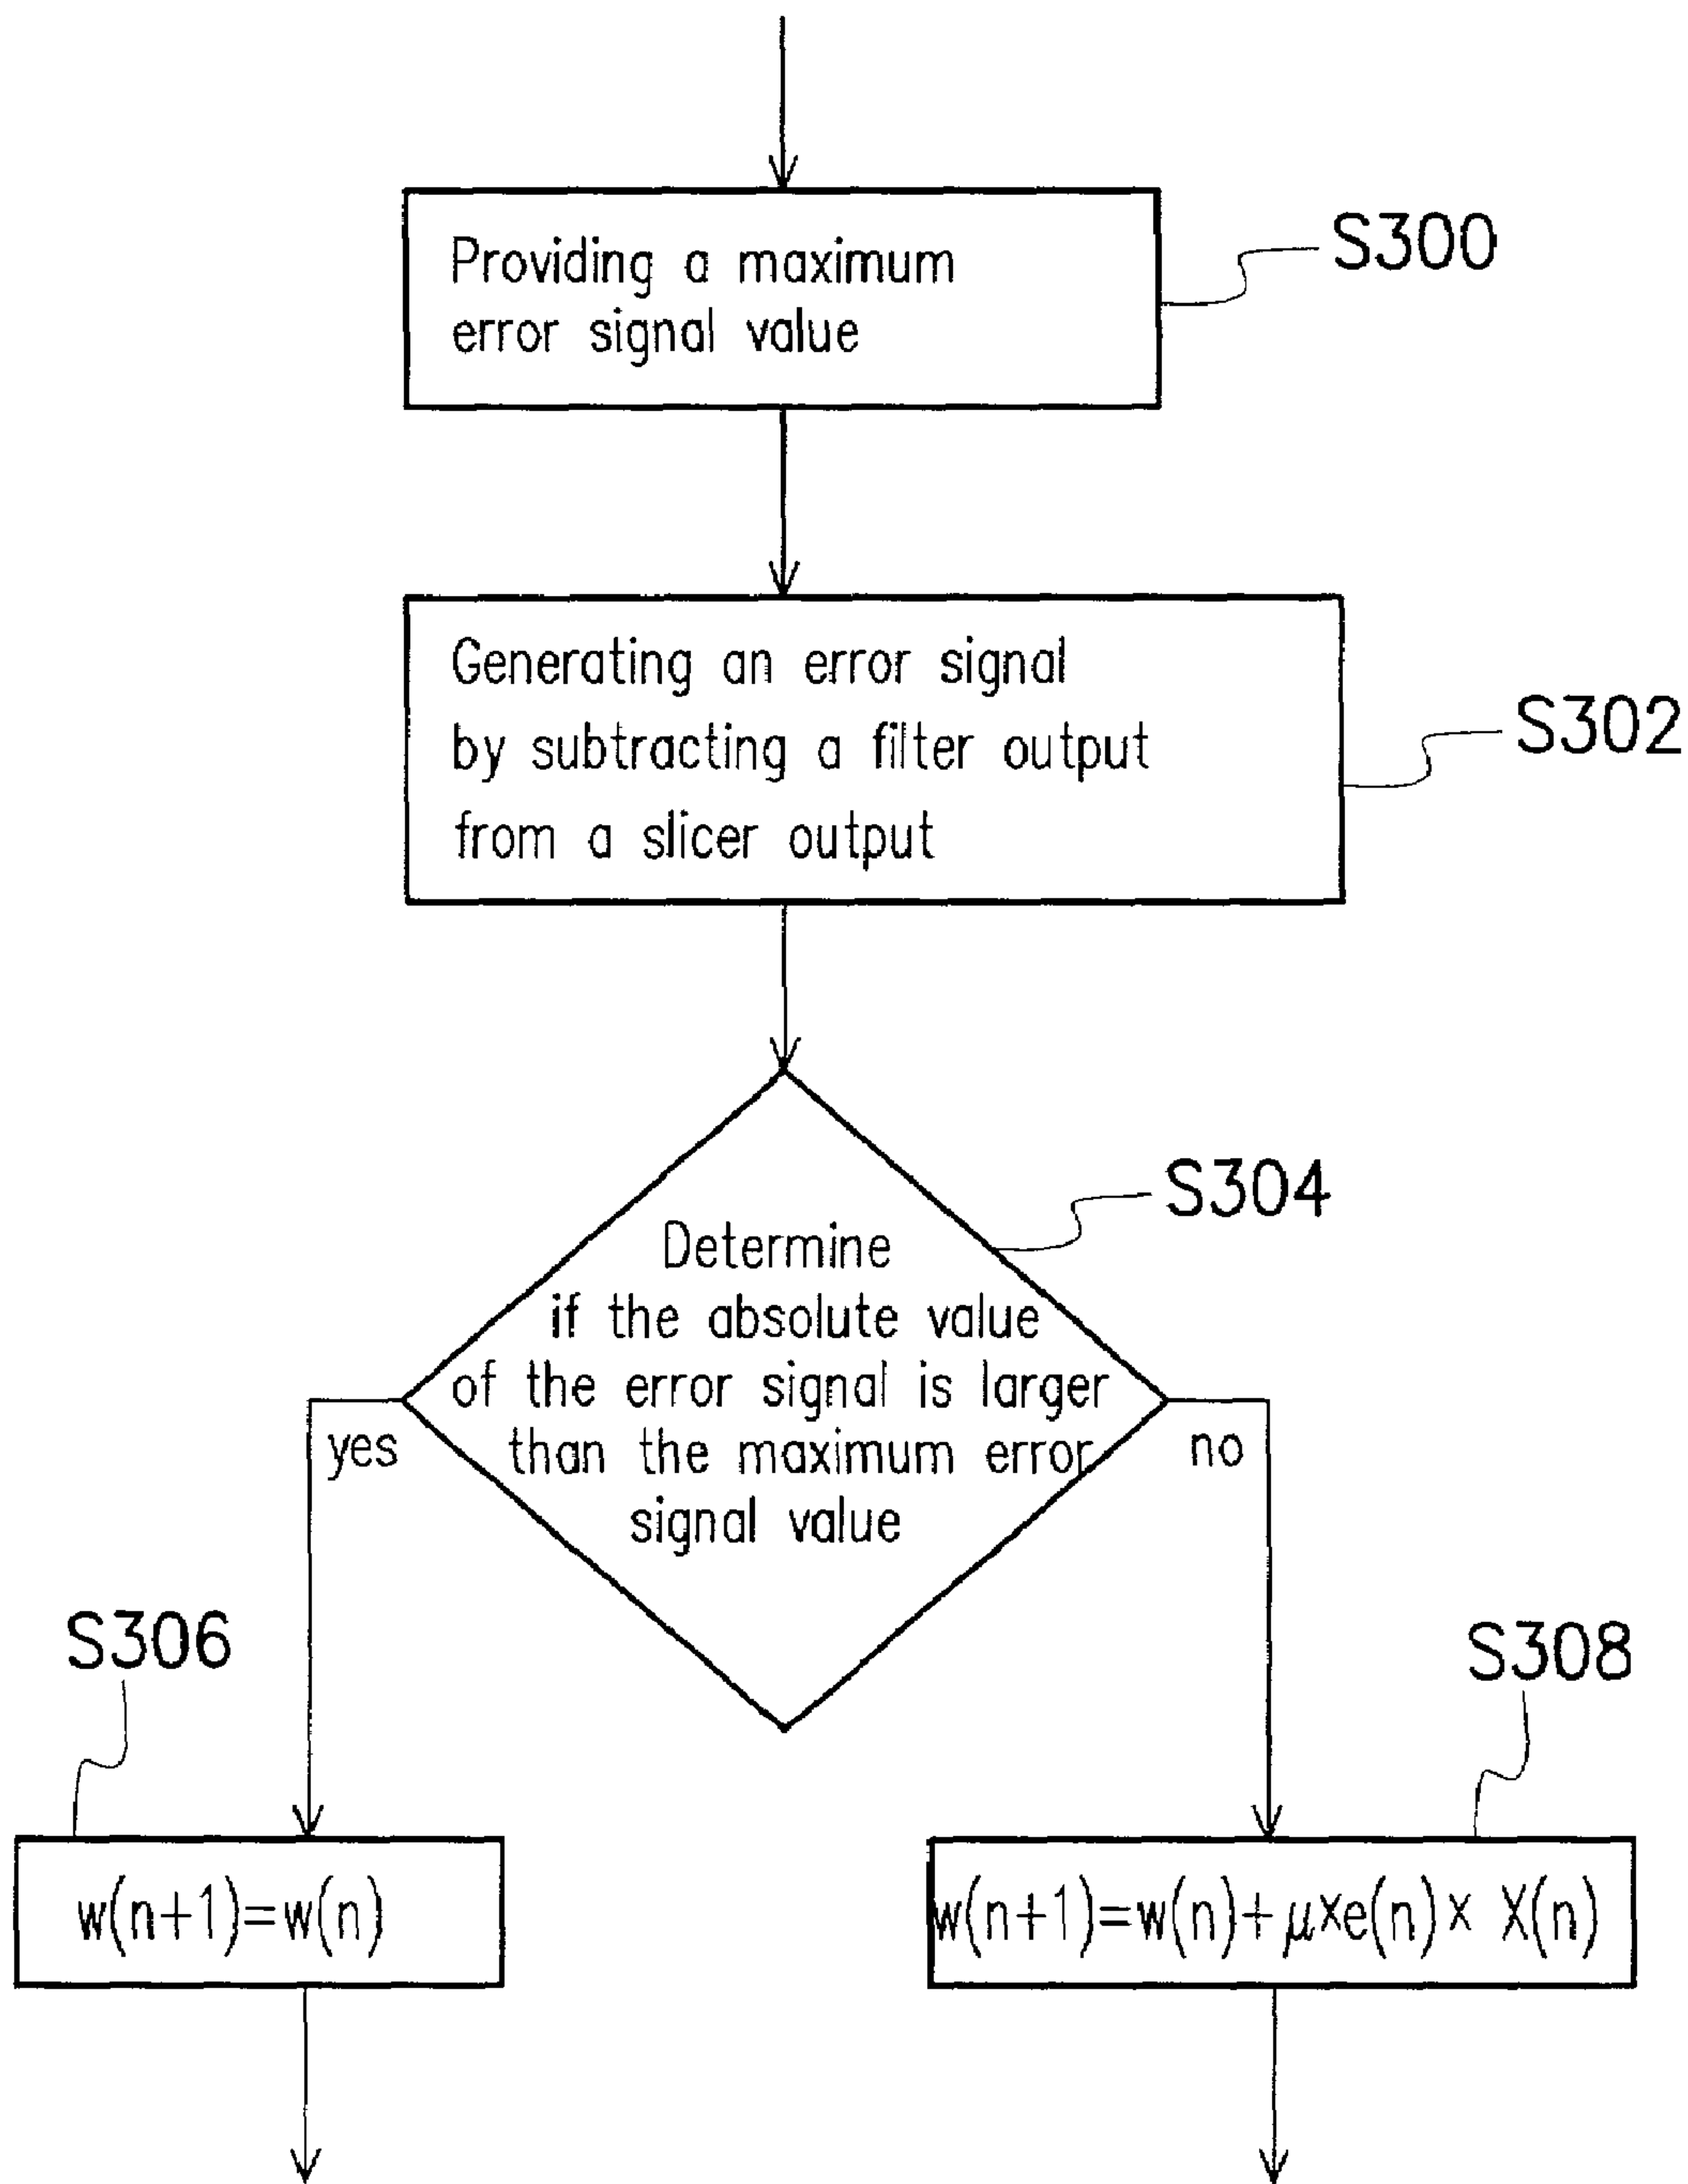 Providing a maximum
error signal value
S300
Generating an error signal
by subtracting a filter output
from a slicer output
S302
S304
Determine
if the absolute value
of the error signal is larger
than the maximum error
signal value
yes
no
S306
S308
w(n+1)=w(n)
w(n+1)=w(n)+μ×e(n)× X(n)